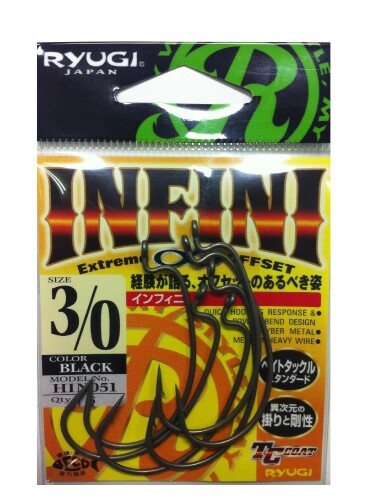 RYUGI
JAPAN
INFINI
Extreme OFFSET
経験が語る、オフセットのあるべき姿
インフィニ
SIZE
3/0
COLOR
BLACK
MODEL No.
HIN051
RESPONSE &
BEND DESIGN
METAL
HEAVY WIRE
ベイトタックル
スタンダード
異次元の
掛りと剛性
TC COAT
RYUGI